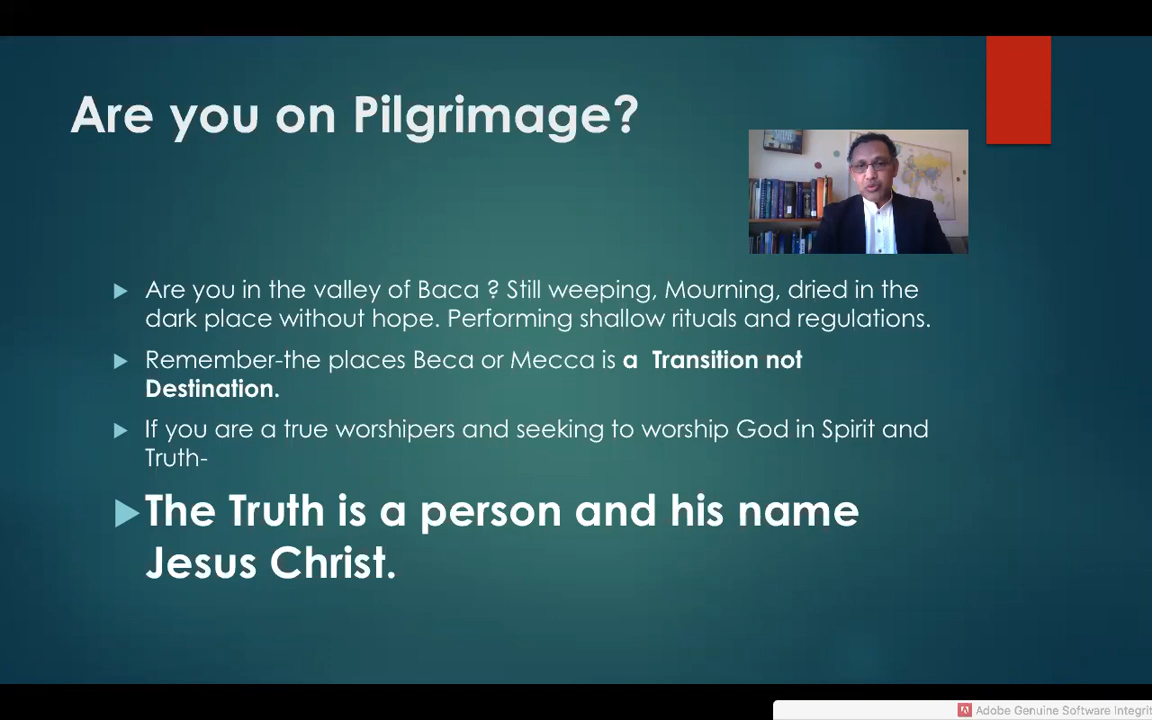 Are you on Pilgrimage?
Are you in the valley of Baca ? Still weeping, Mourning, dried in the
dark place without hope. Performing shallow rituals and regulations.
Remember-the places Beca or Mecca is a Transition not
Destination.
If you are a true worshipers and seeking to worship God in Spirit and
Truth-
The Truth is a person and his name
Jesus Christ.
Adobe Genuine Software Integrit